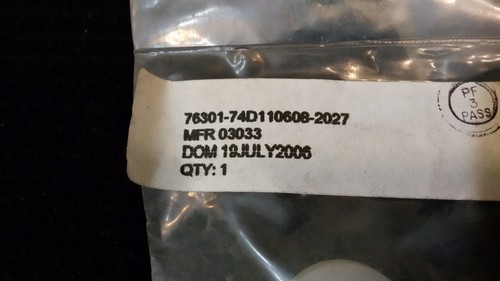 76301-74D110608-2027
MFR 03033
DOM 19JULY2006
QTY: 1
PF
3
PASS